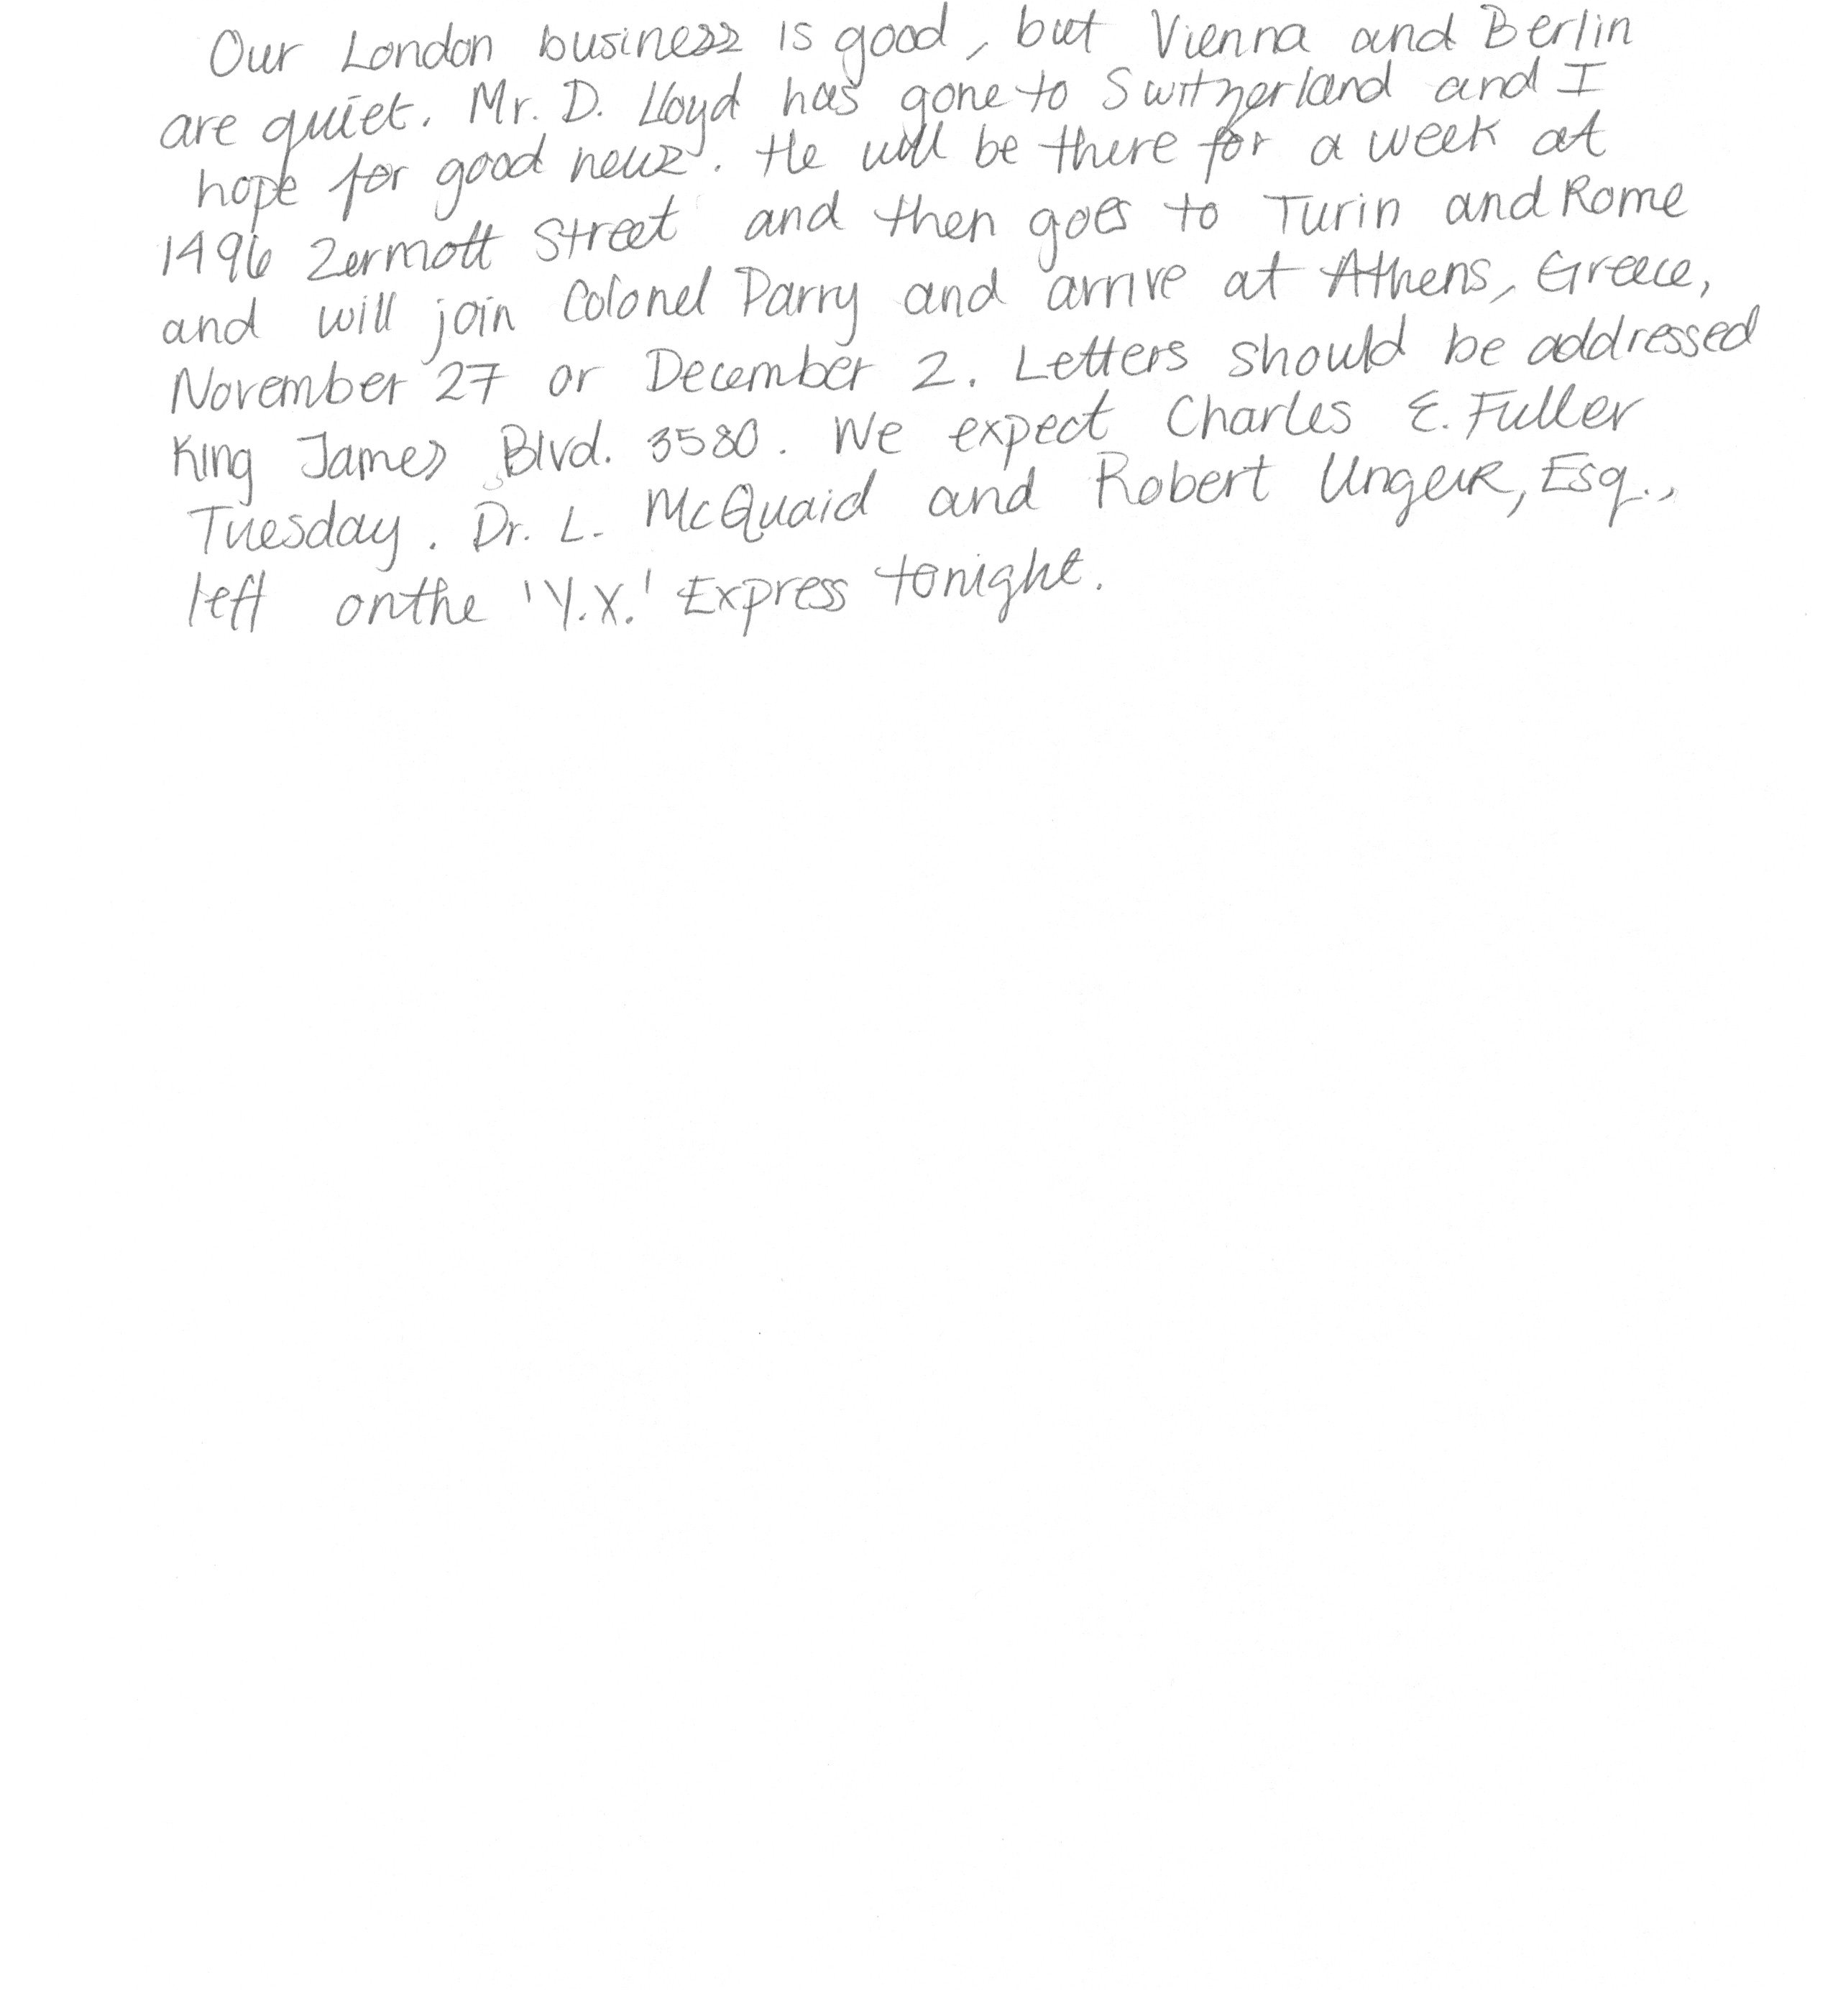 Our London business is good, but Vienna and Berlin
are quiet. Mr. D. Lloyd has gone to Switzerland and I
hope for good news. He will be there for a week at
1496 Zermott Street and then goes to Turin and Rome
and will join Colonel Parry and arrive at Athens, Greece,
November 27 or December 2. Letters should be addressed
King James Blvd. 3580. We expect Charles E. Fuller
Tuesday. Dr. L. McQuaid and Robert Unger, Esq.,
left on the 'Y.X.' Express tonight.